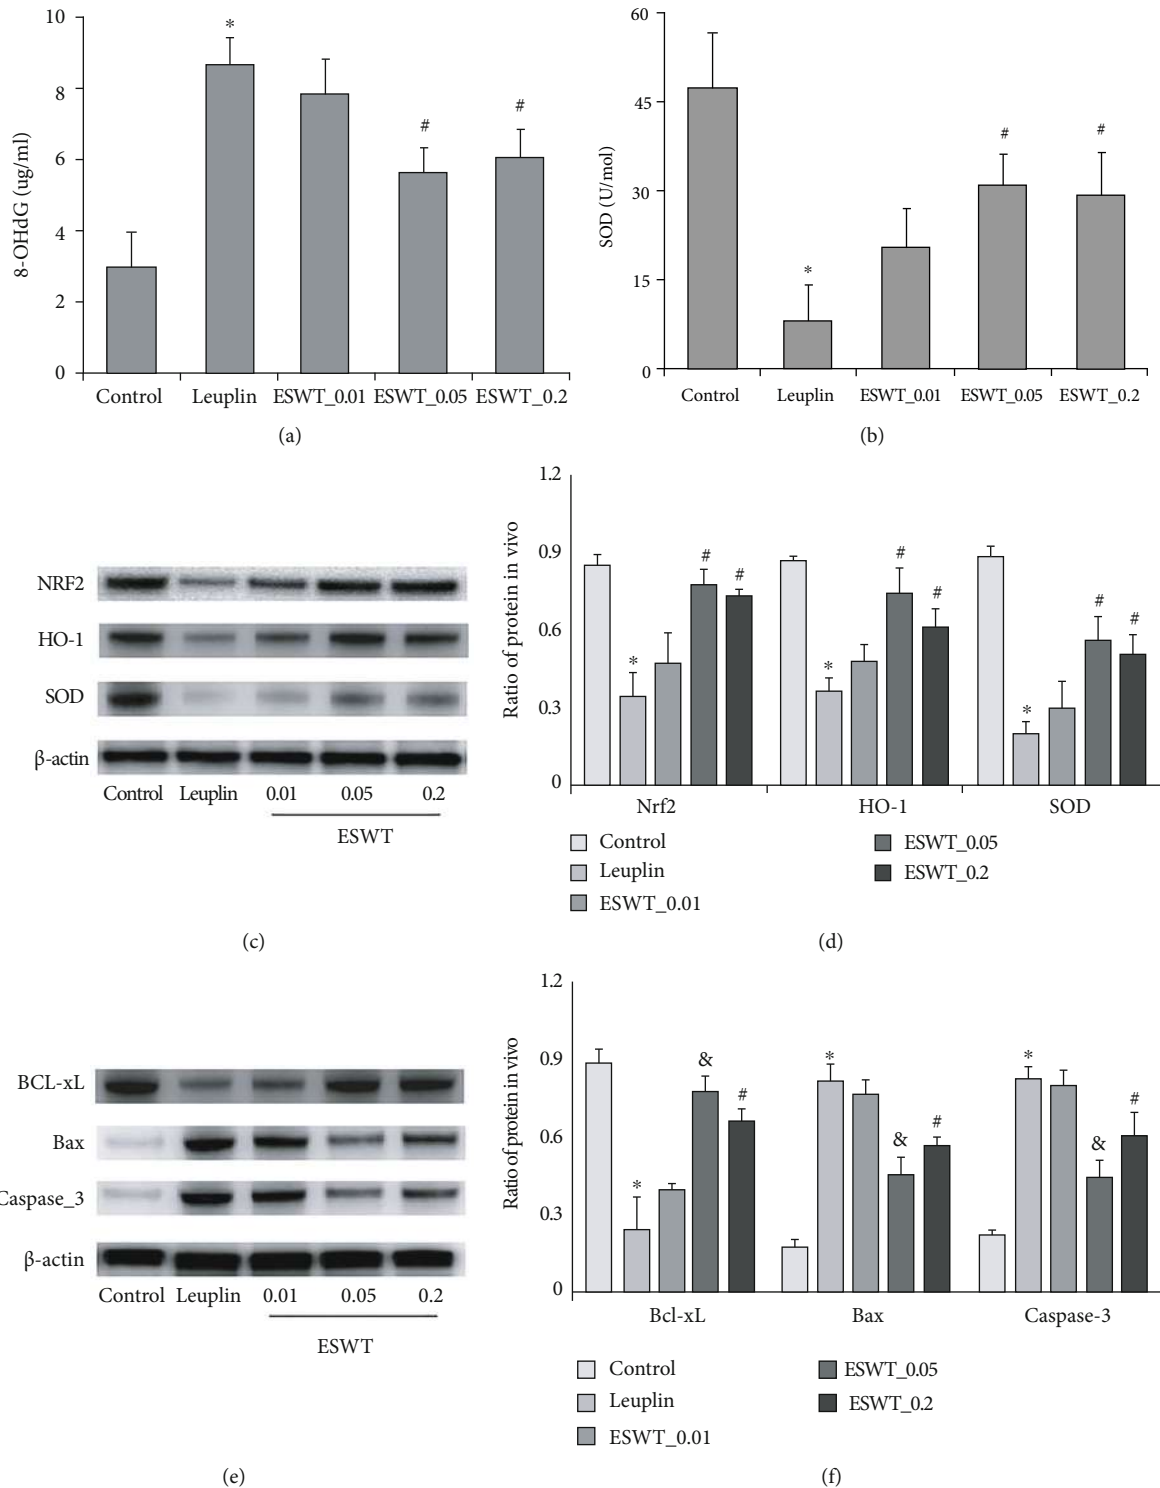 10
8
6
4
2
0
8-OHdG (ug/ml)
*
#
#
Control Leuplin ESWT_0.01 ESWT_0.05 ESWT_0.2
(a)
60
45
30
15
0
SOD (U/mol)
*
#
#
Control Leuplin ESWT_0.01 ESWT_0.05 ESWT_0.2
(b)
NRF2
HO-1
SOD
β-actin
Control Leuplin 0.01 0.05 0.2
ESWT
(c)
1.2
0.9
0.6
0.3
0
Ratio of protein in vivo
* # #
* # #
* # #
Nrf2 HO-1 SOD
Control
Leuplin
ESWT_0.01
ESWT_0.05
ESWT_0.2
(d)
BCL-xL
Bax
Caspase_3
β-actin
Control Leuplin 0.01 0.05 0.2
ESWT
(e)
1.2
0.9
0.6
0.3
0
Ratio of protein in vivo
* & #
* & #
* & #
Bcl-xL Bax Caspase-3
Control
Leuplin
ESWT_0.01
ESWT_0.05
ESWT_0.2
(f)